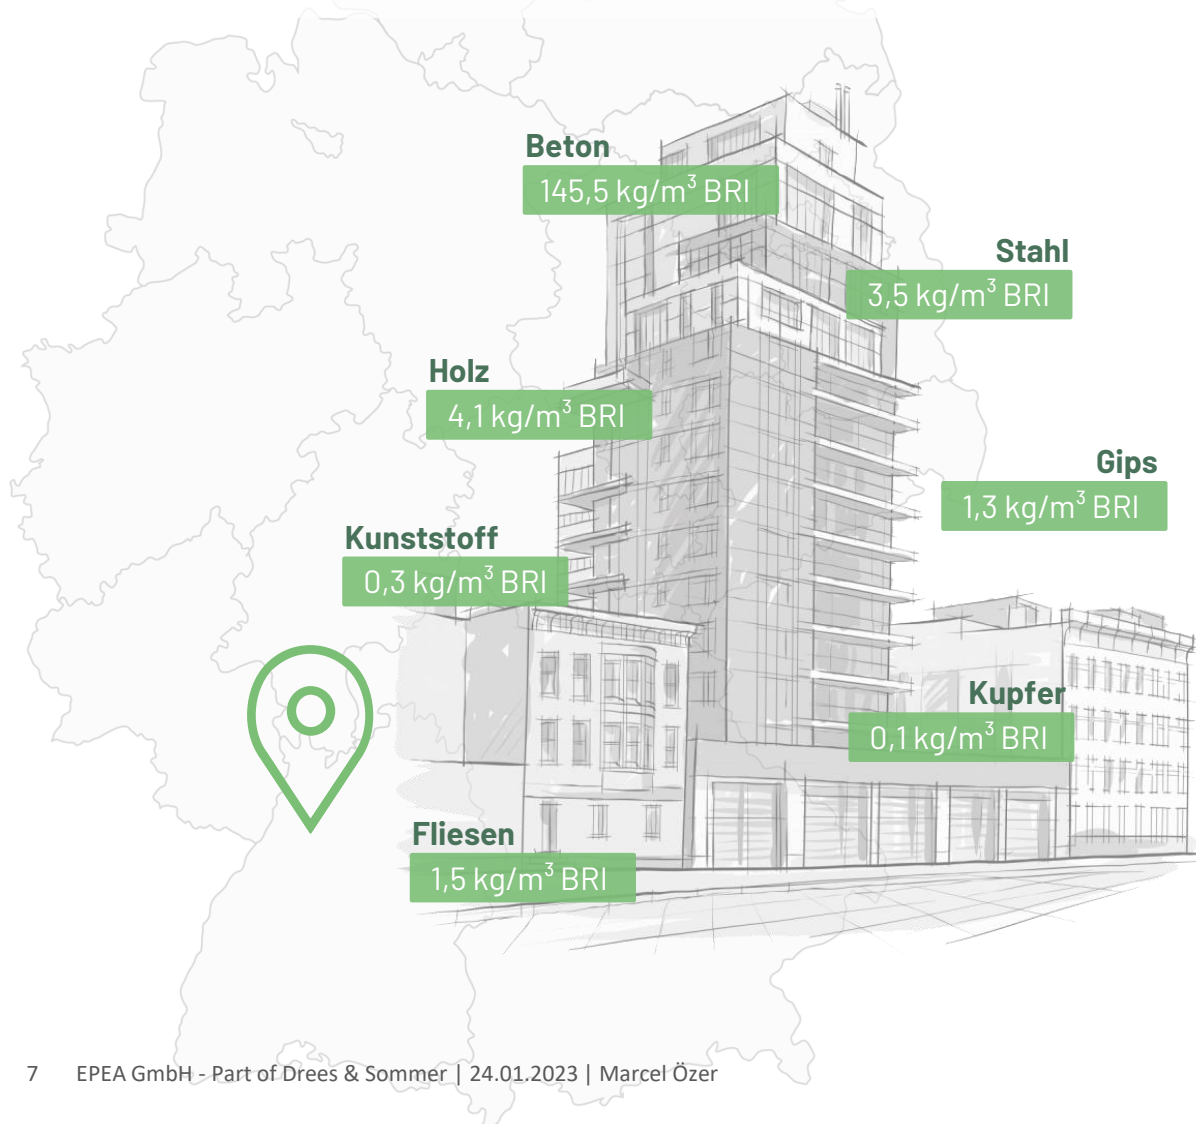 Beton
145,5 kg/m³ BRI
Stahl
3,5 kg/m³ BRI
Holz
4,1 kg/m³ BRI
Gips
1,3 kg/m³ BRI
Kunststoff
0,3 kg/m³ BRI
Kupfer
0,1 kg/m³ BRI
Fliesen
1,5 kg/m³ BRI
7 EPEA GmbH - Part of Drees & Sommer | 24.01.2023 | Marcel Özer